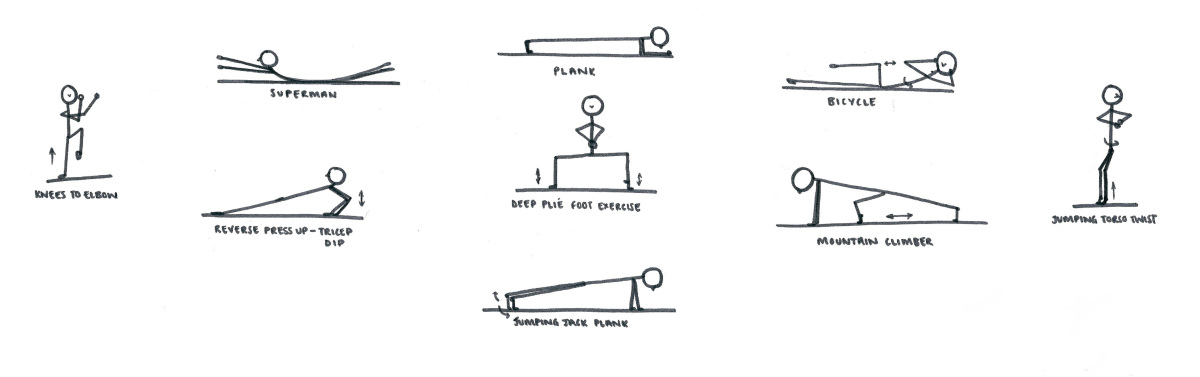 KNEES TO ELBOW
SUPERMAN
REVERSE PRESS UP - TRICEP
DIP
PLANK
DEEP PLIÉ FOOT EXERCISE
JUMPING JACK PLANK
BICYCLE
MOUNTAIN CLIMBER
JUMPING TORSO TWIST